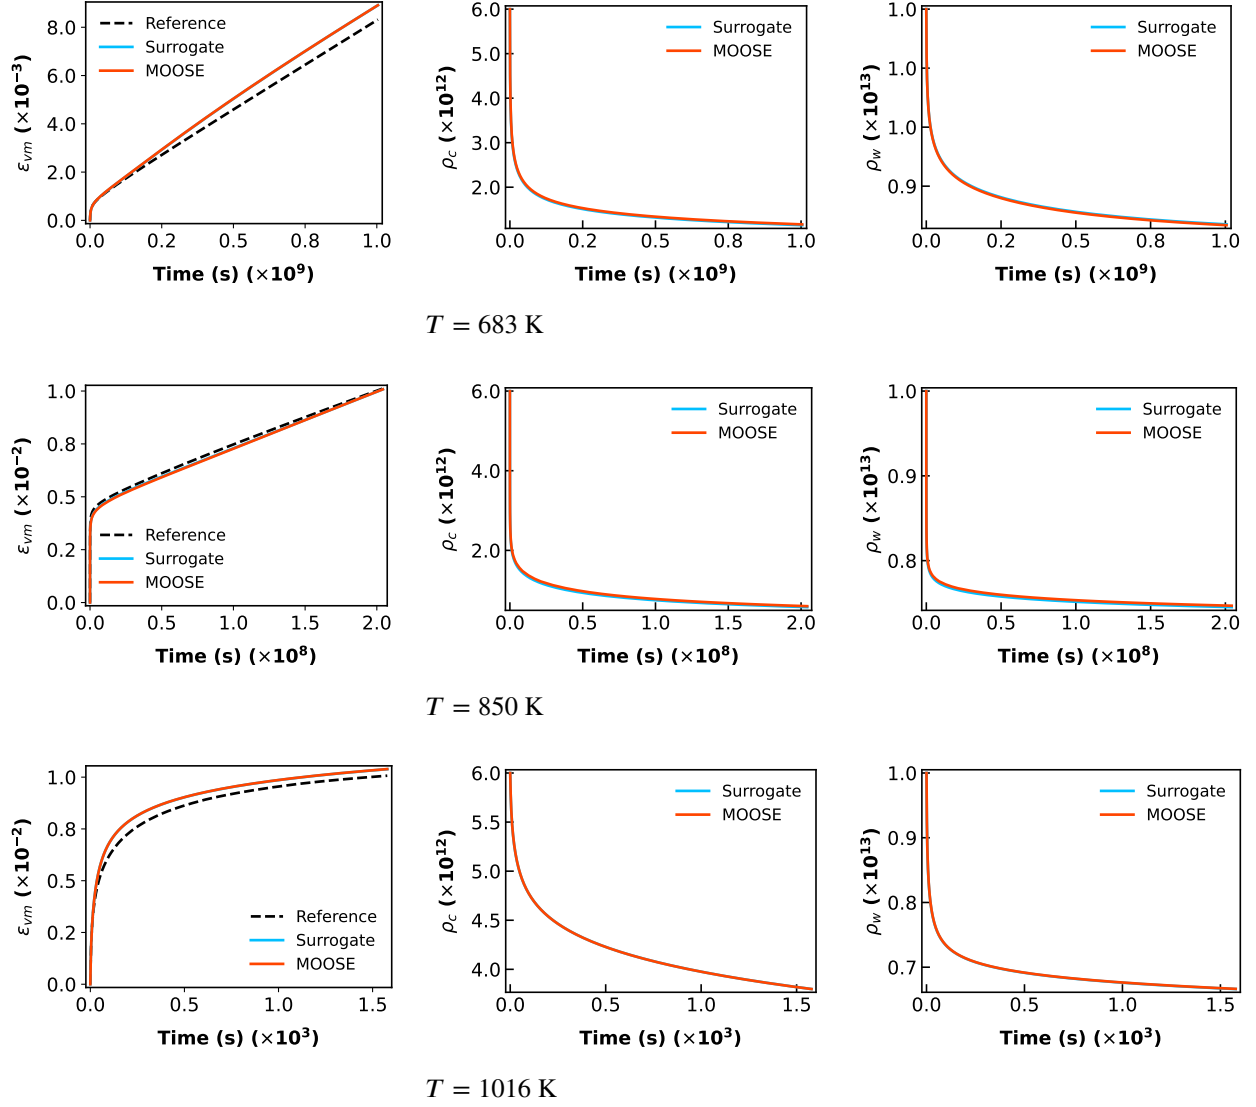 8.0
6.0
4.0
2.0
0.0
ε_vm (×10⁻³)
Reference
Surrogate
MOOSE
0.0 0.2 0.5 0.8 1.0
Time (s) (×10⁹)
6.0
5.0
4.0
3.0
2.0
ρ_c (×10¹²)
Surrogate
MOOSE
0.0 0.2 0.5 0.8 1.0
Time (s) (×10⁹)
1.1
1.0
1.0
0.9
ρ_w (×10¹³)
Surrogate
MOOSE
0.0 0.2 0.5 0.8 1.0
Time (s) (×10⁹)
T = 683 K
1.0
0.8
0.5
0.2
0.0
ε_vm (×10⁻²)
Reference
Surrogate
MOOSE
0.0 0.5 1.0 1.5 2.0
Time (s) (×10⁸)
6.0
4.0
2.0
ρ_c (×10¹²)
Surrogate
MOOSE
0.0 0.5 1.0 1.5 2.0
Time (s) (×10⁸)
1.0
0.9
0.8
ρ_w (×10¹³)
Surrogate
MOOSE
0.0 0.5 1.0 1.5 2.0
Time (s) (×10⁸)
T = 850 K
1.0
0.8
0.5
0.2
0.0
ε_vm (×10⁻²)
Reference
Surrogate
MOOSE
0.0 0.5 1.0 1.5
Time (s) (×10³)
6.0
5.5
5.0
4.5
4.0
ρ_c (×10¹²)
Surrogate
MOOSE
0.0 0.5 1.0 1.5
Time (s) (×10³)
1.0
0.9
0.8
0.7
ρ_w (×10¹³)
Surrogate
MOOSE
0.0 0.5 1.0 1.5
Time (s) (×10³)
T = 1016 K